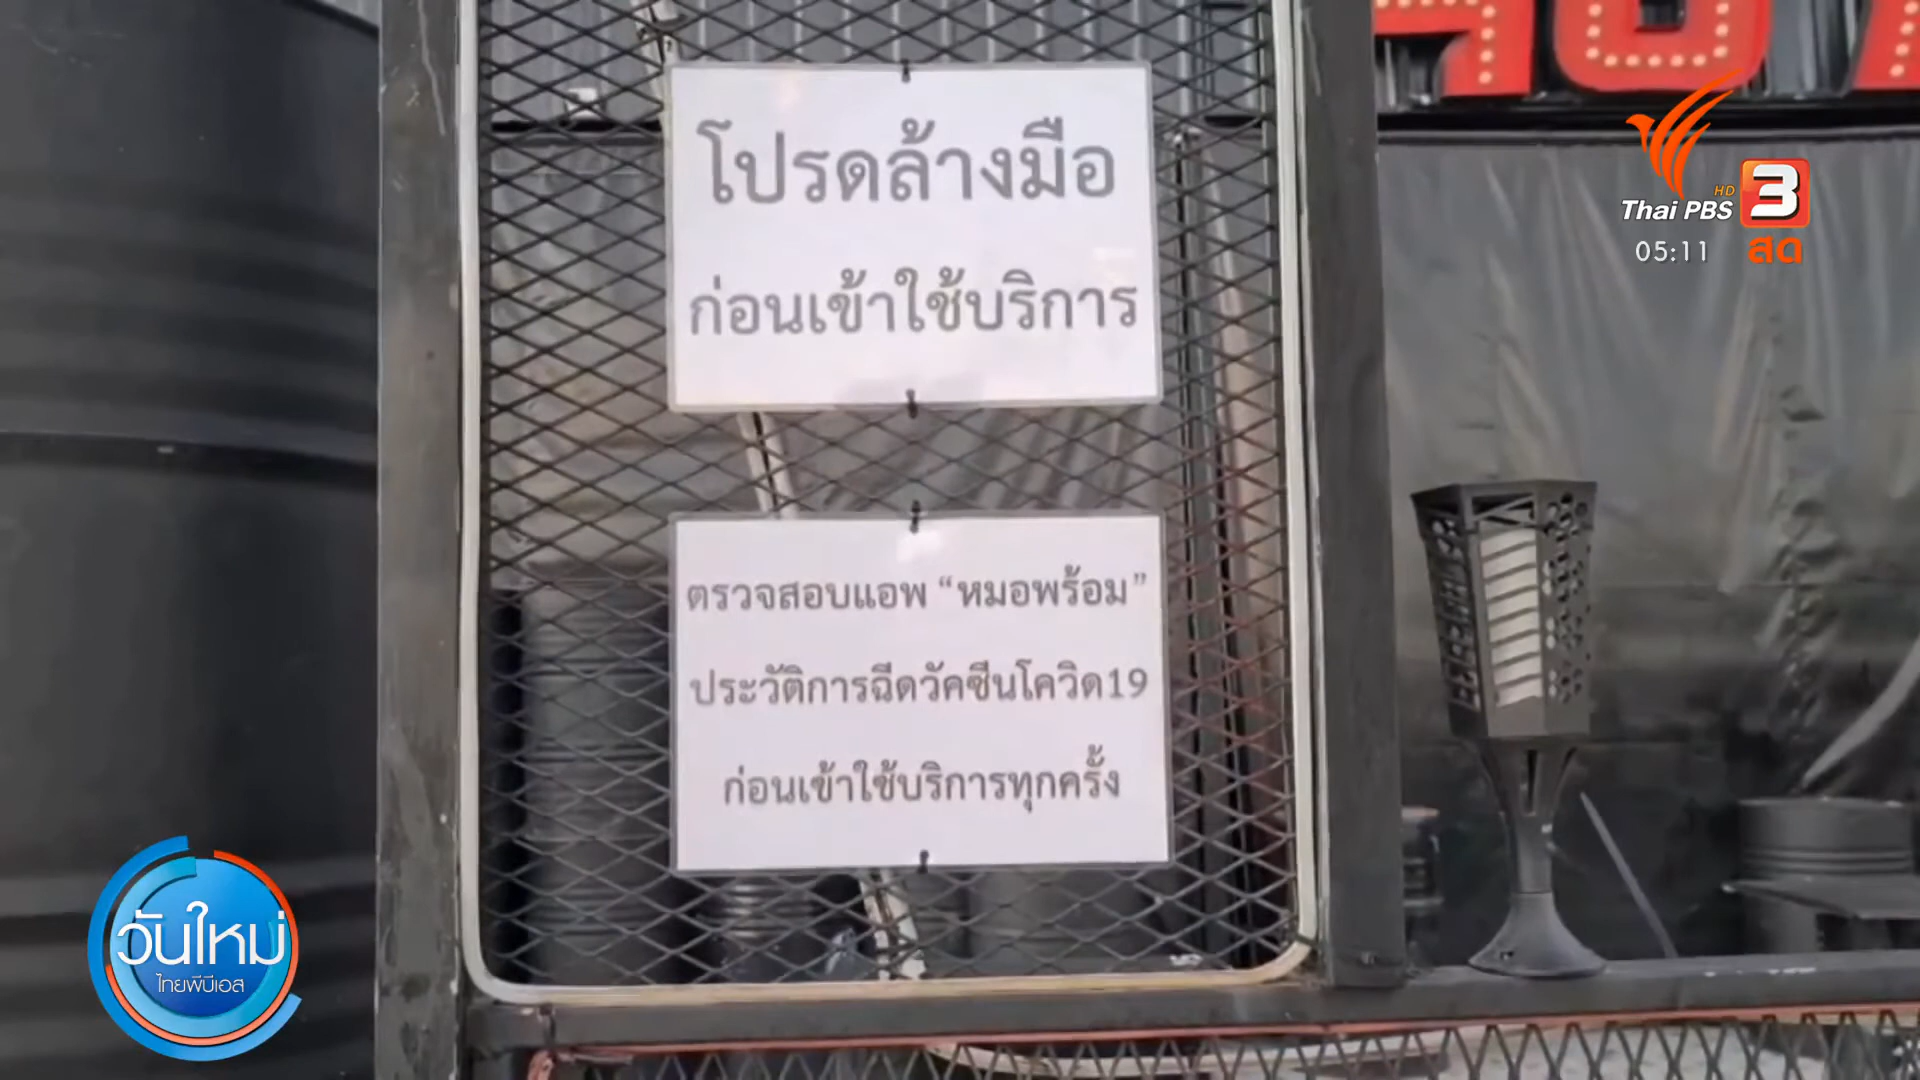 โปรดล้างมือ
ก่อนเข้าใช้บริการ
ตรวจสอบแอพ “หมอพร้อม”
ประวัติการฉีดวัคซีนโควิด19
ก่อนเข้าใช้บริการทุกครั้ง
HD
Thai PBS 3
05:11 สด
วันใหม่
ไทยพีบีเอส